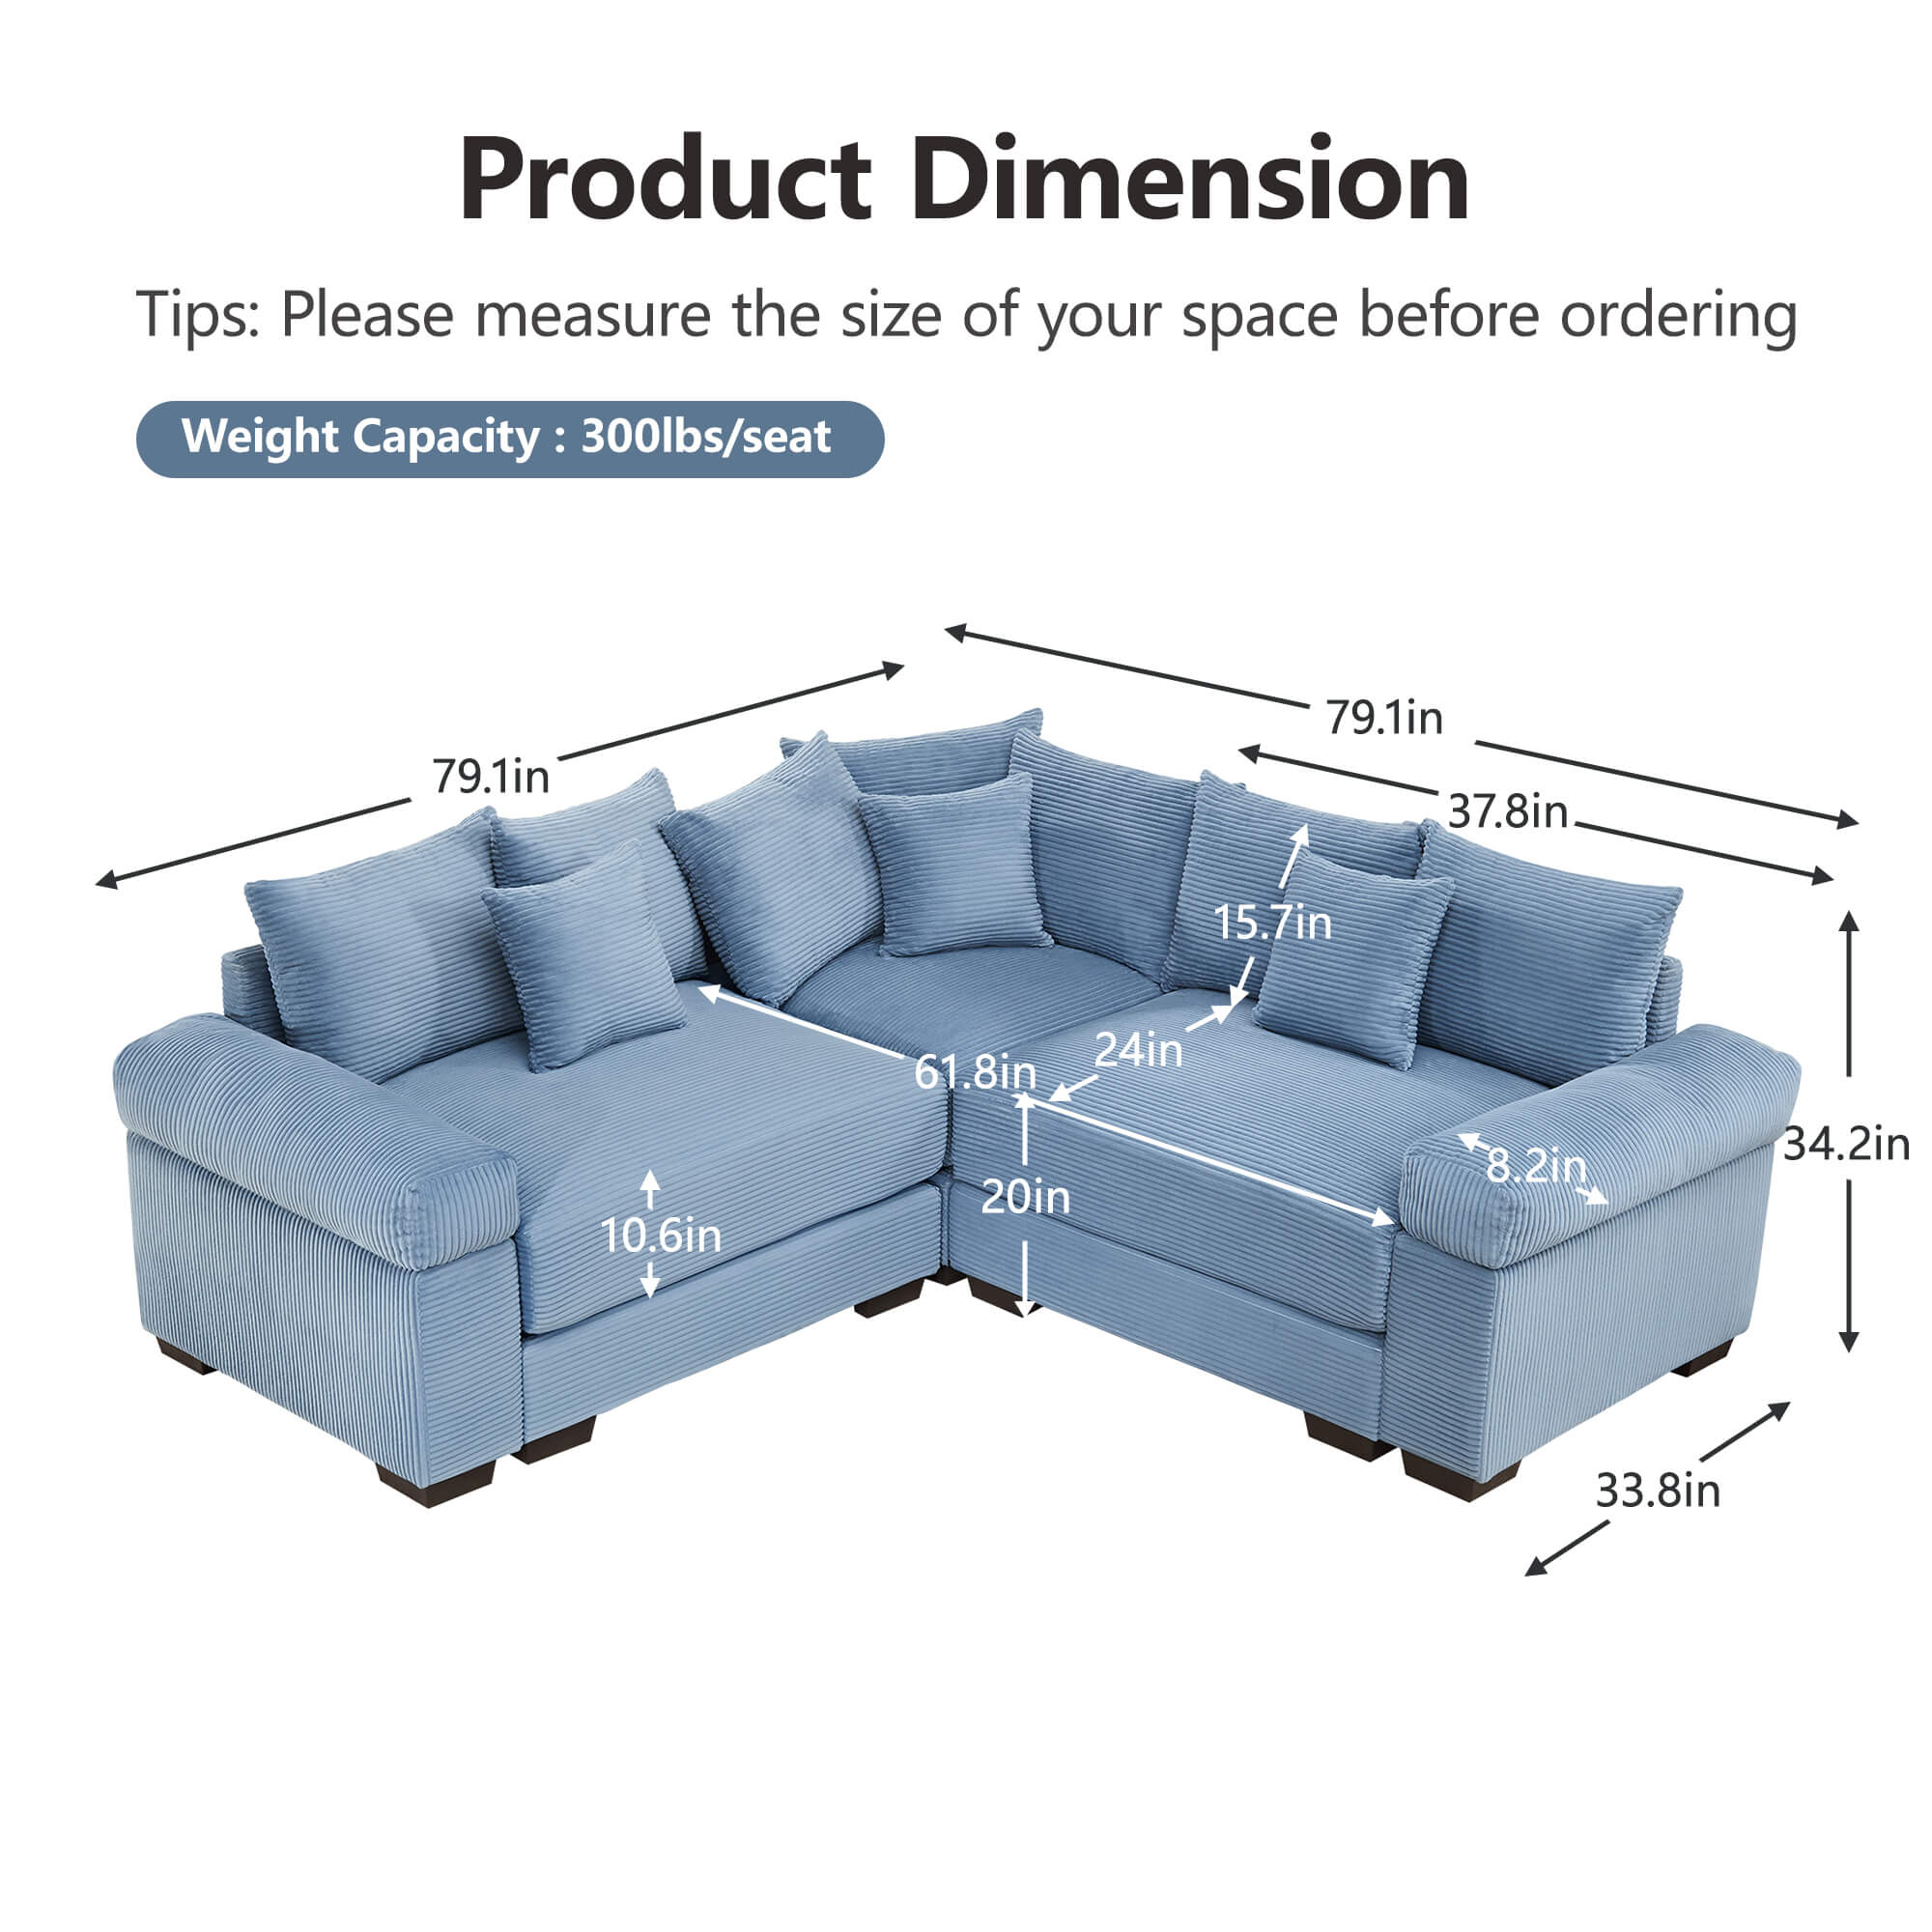 Product Dimension
Tips: Please measure the size of your space before ordering
Weight Capacity : 300lbs/seat
79.1in
79.1in
37.8in
15.7in
24in
61.8in
34.2in
8.2in
20in
10.6in
33.8in